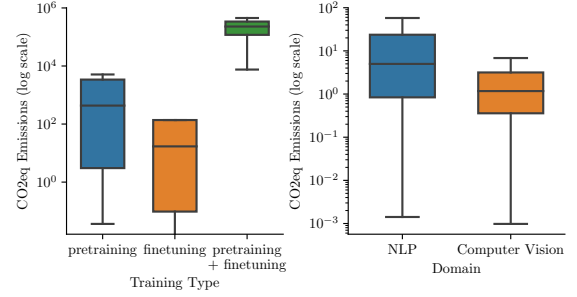 CO2eq Emissions (log scale)
10^6
10^4
10^2
10^0
pretraining finetuning pretraining
+ finetuning
Training Type
CO2eq Emissions (log scale)
10^2
10^1
10^0
10^−1
10^−2
10^−3
NLP Computer Vision
Domain